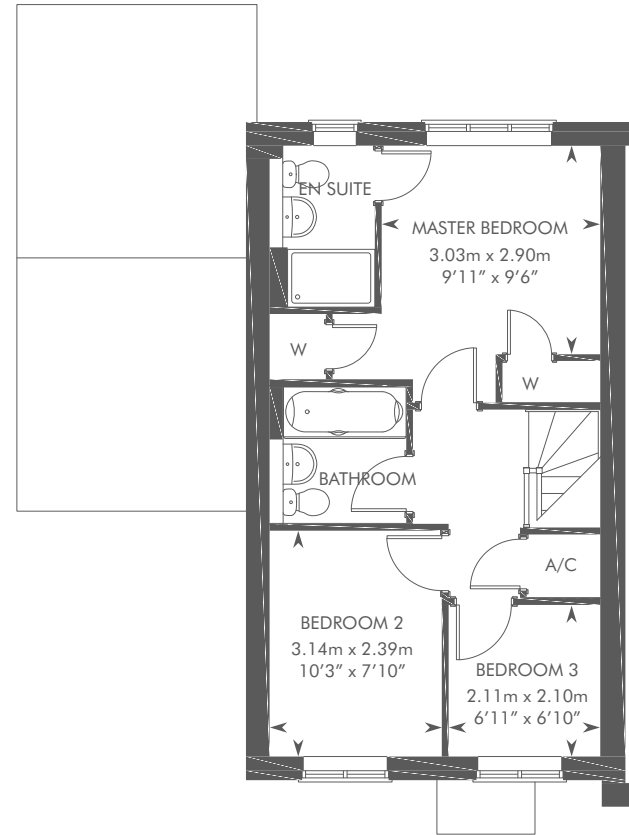 EN SUITE
MASTER BEDROOM
3.03m x 2.90m
9'11" x 9'6"
W
W
BATHROOM
A/C
BEDROOM 2
3.14m x 2.39m
10'3" x 7'10"
BEDROOM 3
2.11m x 2.10m
6'11" x 6'10"